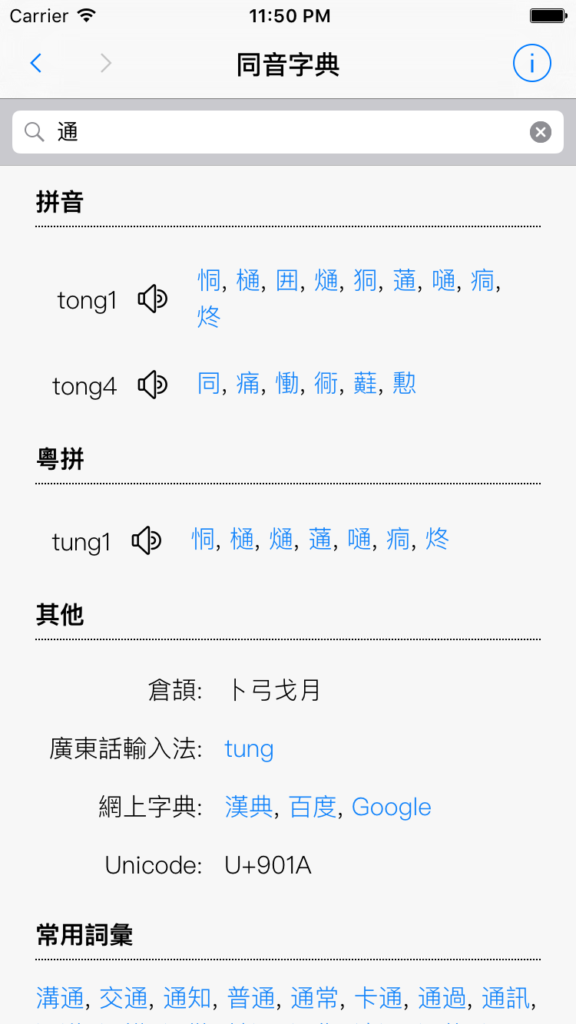 Carrier 11:50 PM
同音字典
通
拼音
tong1 恫, 樋, 囲, 熥, 狪, 蓪, 嗵, 痌,
炵
tong4 同, 痛, 慟, 衕, 蕻, 憅
粵拼
tung1 恫, 樋, 熥, 蓪, 嗵, 痌, 炵
其他
倉頡: 卜弓戈月
廣東話輸入法: tung
網上字典: 漢典, 百度, Google
Unicode: U+901A
常用詞彙
溝通, 交通, 通知, 普通, 通常, 卡通, 通過, 通訊,